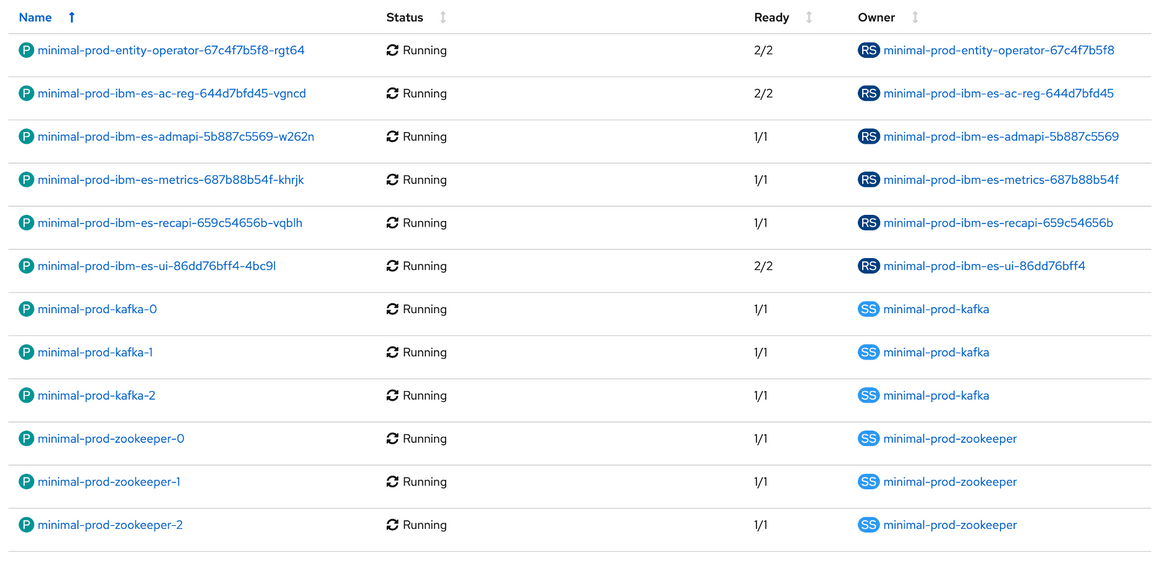 Name Status Ready Owner
P minimal-prod-entity-operator-67c4f7b5f8-rgt64 Running 2/2 RS minimal-prod-entity-operator-67c4f7b5f8
P minimal-prod-ibm-es-ac-reg-644d7bfd45-vgncd Running 2/2 RS minimal-prod-ibm-es-ac-reg-644d7bfd45
P minimal-prod-ibm-es-admapi-5b887c5569-w262n Running 1/1 RS minimal-prod-ibm-es-admapi-5b887c5569
P minimal-prod-ibm-es-metrics-687b88b54f-khrjk Running 1/1 RS minimal-prod-ibm-es-metrics-687b88b54f
P minimal-prod-ibm-es-recapi-659c54656b-vqblh Running 1/1 RS minimal-prod-ibm-es-recapi-659c54656b
P minimal-prod-ibm-es-ui-86dd76bff4-4bc9l Running 2/2 RS minimal-prod-ibm-es-ui-86dd76bff4
P minimal-prod-kafka-0 Running 1/1 SS minimal-prod-kafka
P minimal-prod-kafka-1 Running 1/1 SS minimal-prod-kafka
P minimal-prod-kafka-2 Running 1/1 SS minimal-prod-kafka
P minimal-prod-zookeeper-0 Running 1/1 SS minimal-prod-zookeeper
P minimal-prod-zookeeper-1 Running 1/1 SS minimal-prod-zookeeper
P minimal-prod-zookeeper-2 Running 1/1 SS minimal-prod-zookeeper